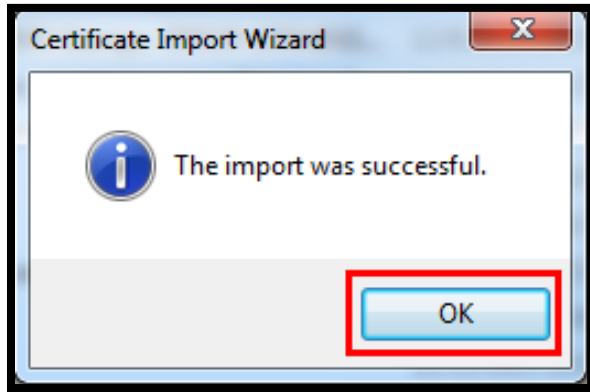 Certificate Import Wizard
The import was successful.
OK